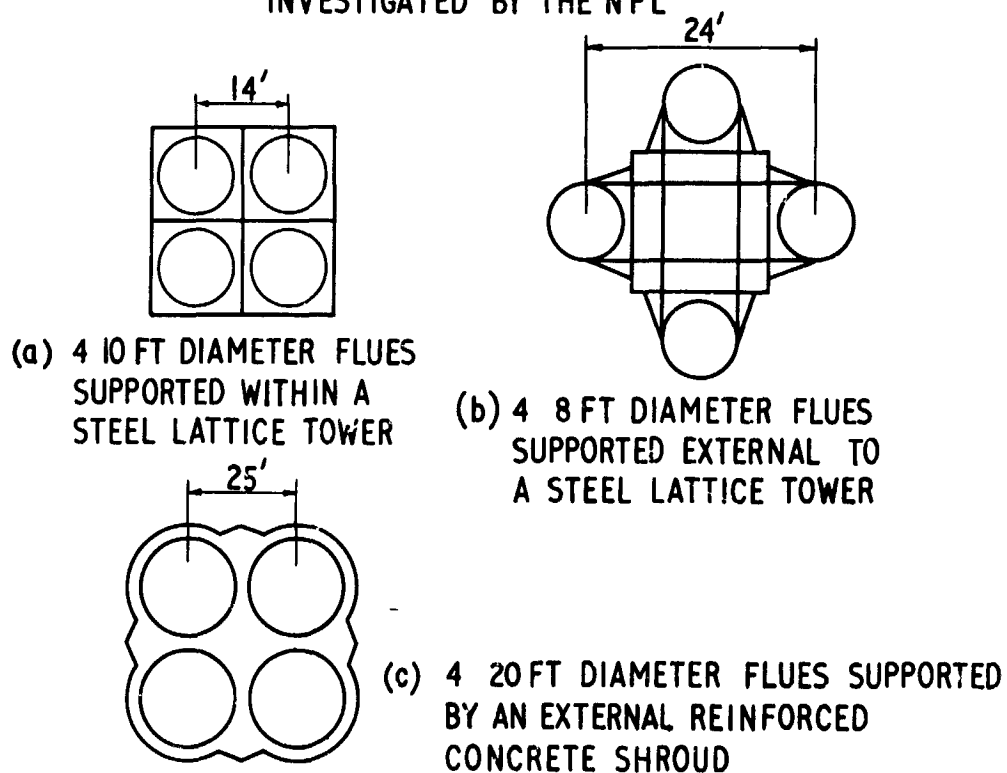 INVESTIGATED BY THE NPL
24'
14'
(a) 4 10 FT DIAMETER FLUES
SUPPORTED WITHIN A
STEEL LATTICE TOWER
(b) 4 8 FT DIAMETER FLUES
SUPPORTED EXTERNAL TO
A STEEL LATTICE TOWER
25'
(c) 4 20 FT DIAMETER FLUES SUPPORTED
BY AN EXTERNAL REINFORCED
CONCRETE SHROUD